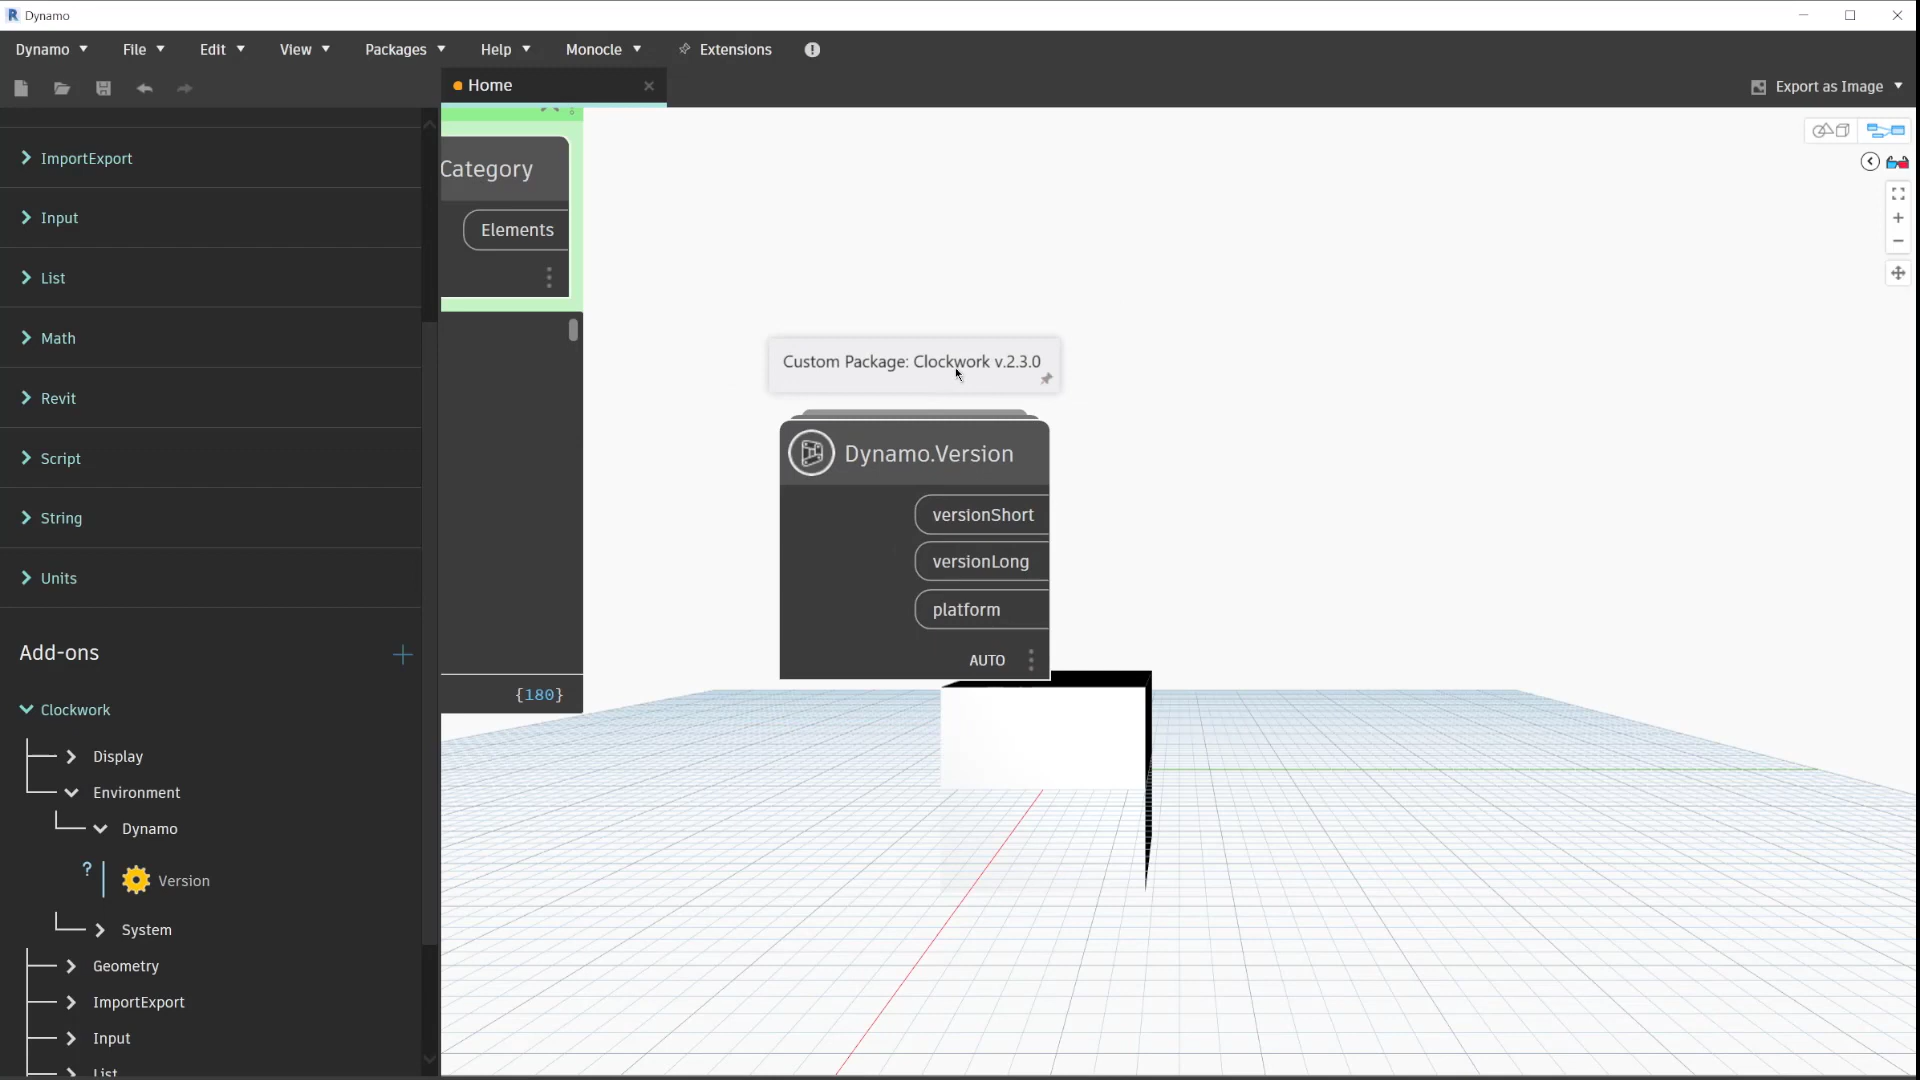 Dynamo
Dynamo File Edit View Packages Help Monocle Extensions
Home
Export as Image
ImportExport
Input
List
Math
Revit
Script
String
Units
Add-ons
Clockwork
Display
Environment
Dynamo
? Version
System
Geometry
ImportExport
Input
List
Category
Elements
{180}
Custom Package: Clockwork v.2.3.0
Dynamo.Version
versionShort
versionLong
platform
AUTO